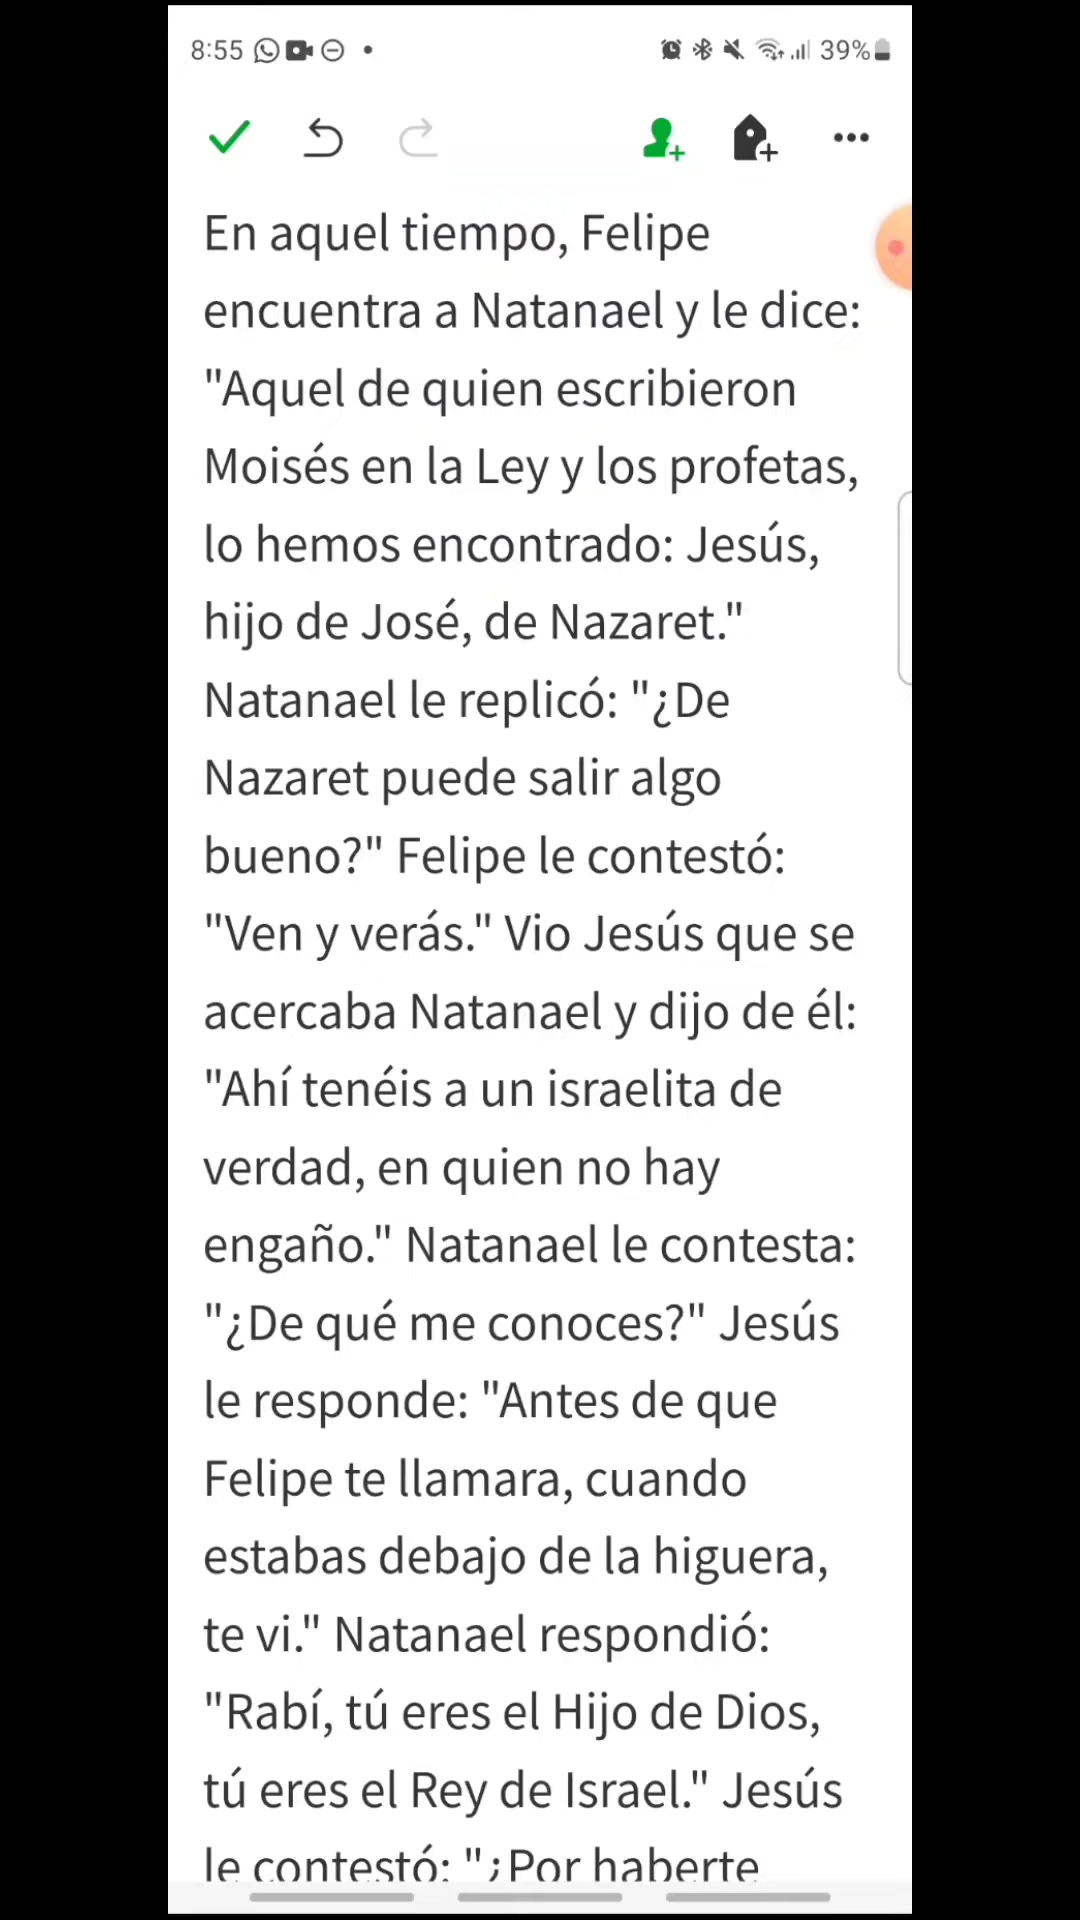 8:55
39%
En aquel tiempo, Felipe
encuentra a Natanael y le dice:
"Aquel de quien escribieron
Moisés en la Ley y los profetas,
lo hemos encontrado: Jesús,
hijo de José, de Nazaret."
Natanael le replicó: "¿De
Nazaret puede salir algo
bueno?" Felipe le contestó:
"Ven y verás." Vio Jesús que se
acercaba Natanael y dijo de él:
"Ahí tenéis a un israelita de
verdad, en quien no hay
engaño." Natanael le contesta:
"¿De qué me conoces?" Jesús
le responde: "Antes de que
Felipe te llamara, cuando
estabas debajo de la higuera,
te vi." Natanael respondió:
"Rabí, tú eres el Hijo de Dios,
tú eres el Rey de Israel." Jesús
le contestó: "¿Por haberte